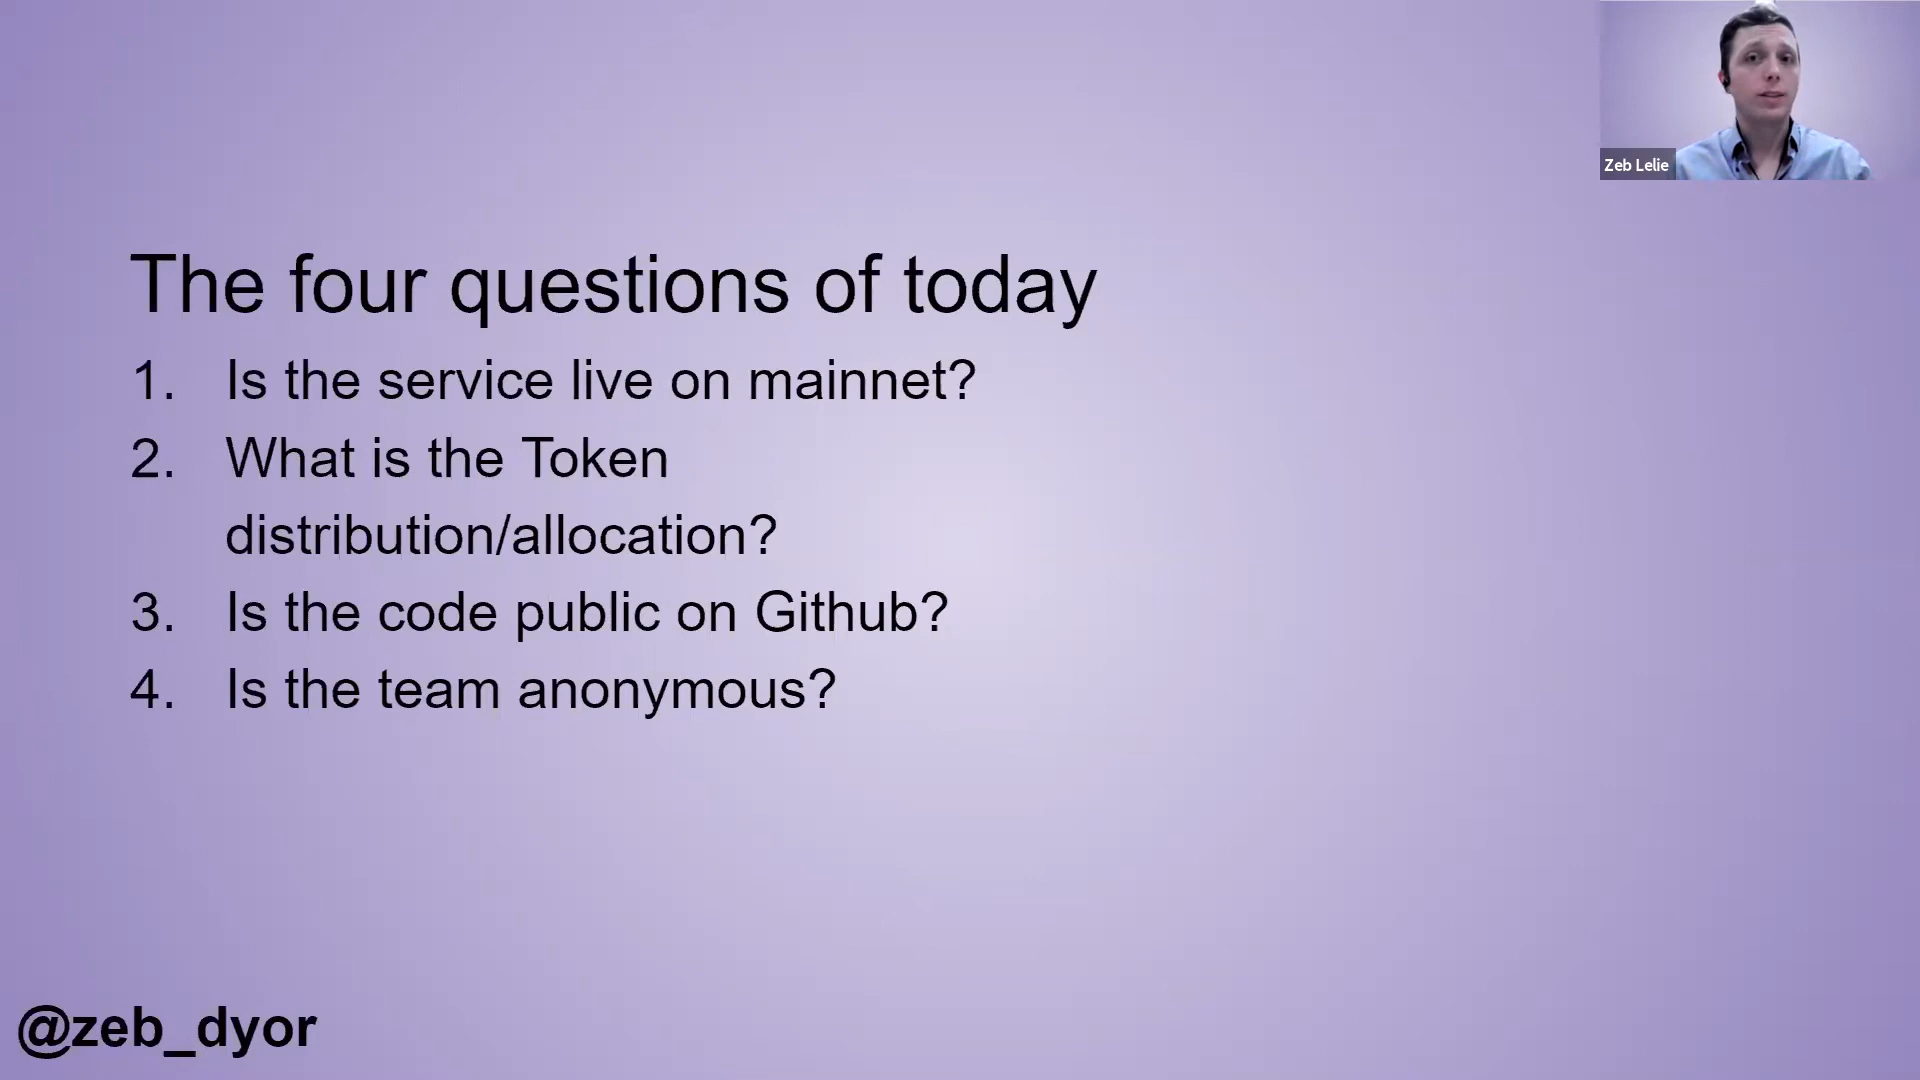 Zeb Lelie
The four questions of today
1. Is the service live on mainnet?
2. What is the Token
distribution/allocation?
3. Is the code public on Github?
4. Is the team anonymous?
@zeb_dyor